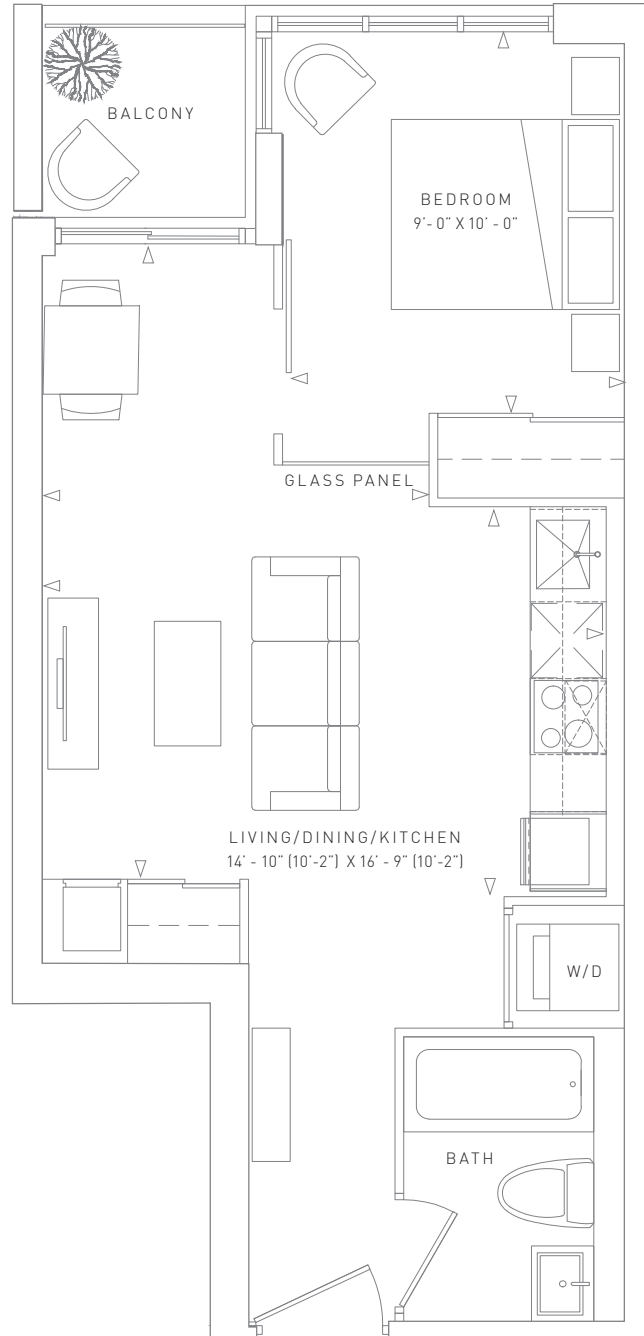 BALCONY
BEDROOM
9'- 0" X 10' - 0"
GLASS PANEL
LIVING/DINING/KITCHEN
14' - 10" (10'-2") X 16' - 9" (10'-2")
W/D
BATH